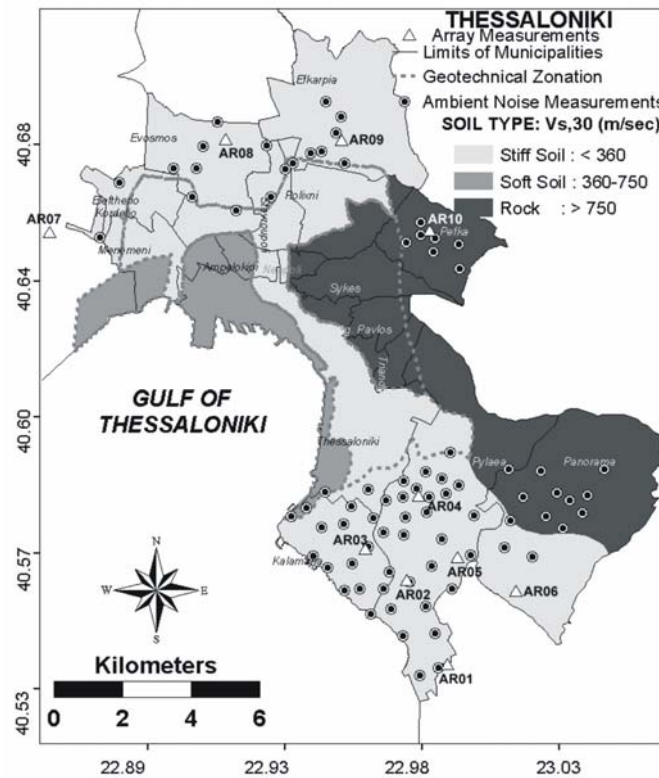 THESSALONIKI
Array Measurements
Limits of Municipalities
Geotechnical Zonation
Ambient Noise Measurements
SOIL TYPE: Vs,30 (m/sec)
Stiff Soil : < 360
Soft Soil : 360-750
Rock : > 750
Efkarpia
Evosmos
AR08
AR09
Polixni
Eleftherio
Kordelio
AR07
Menemeni
AR10
Pefka
Ampelokipi
Neapoli
Sykes
Ag. Pavlos
Triandria
GULF OF
THESSALONIKI
Thessaloniki
Pylaea
Panorama
AR04
AR03
Kalamaria
AR05
AR02
AR06
AR01
N
W
E
S
Kilometers
0 2 4 6
40.68
40.64
40.60
40.57
40.53
22.89 22.93 22.98 23.03